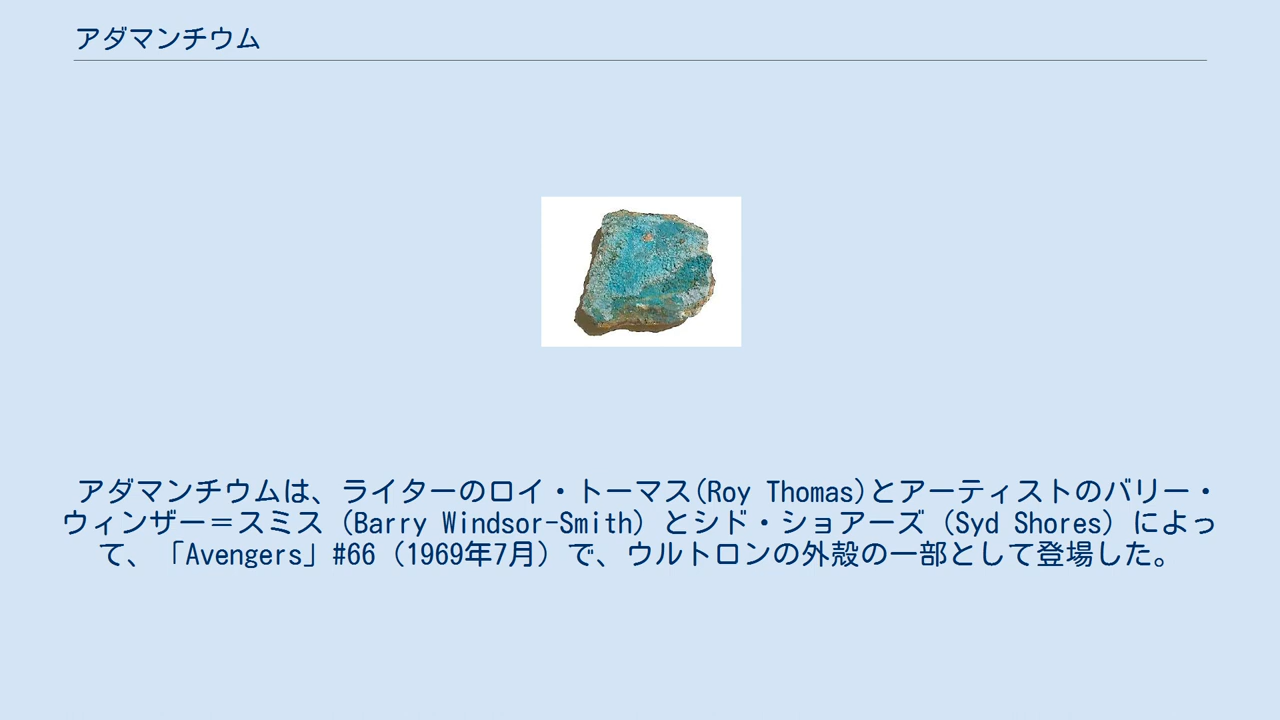 アダマンチウム
アダマンチウムは、ライターのロイ・トーマス(Roy Thomas)とアーティストのバリー・
ウィンザー＝スミス（Barry Windsor-Smith）とシド・ショアーズ（Syd Shores）によっ
て、「Avengers」#66（1969年7月）で、ウルトロンの外殻の一部として登場した。